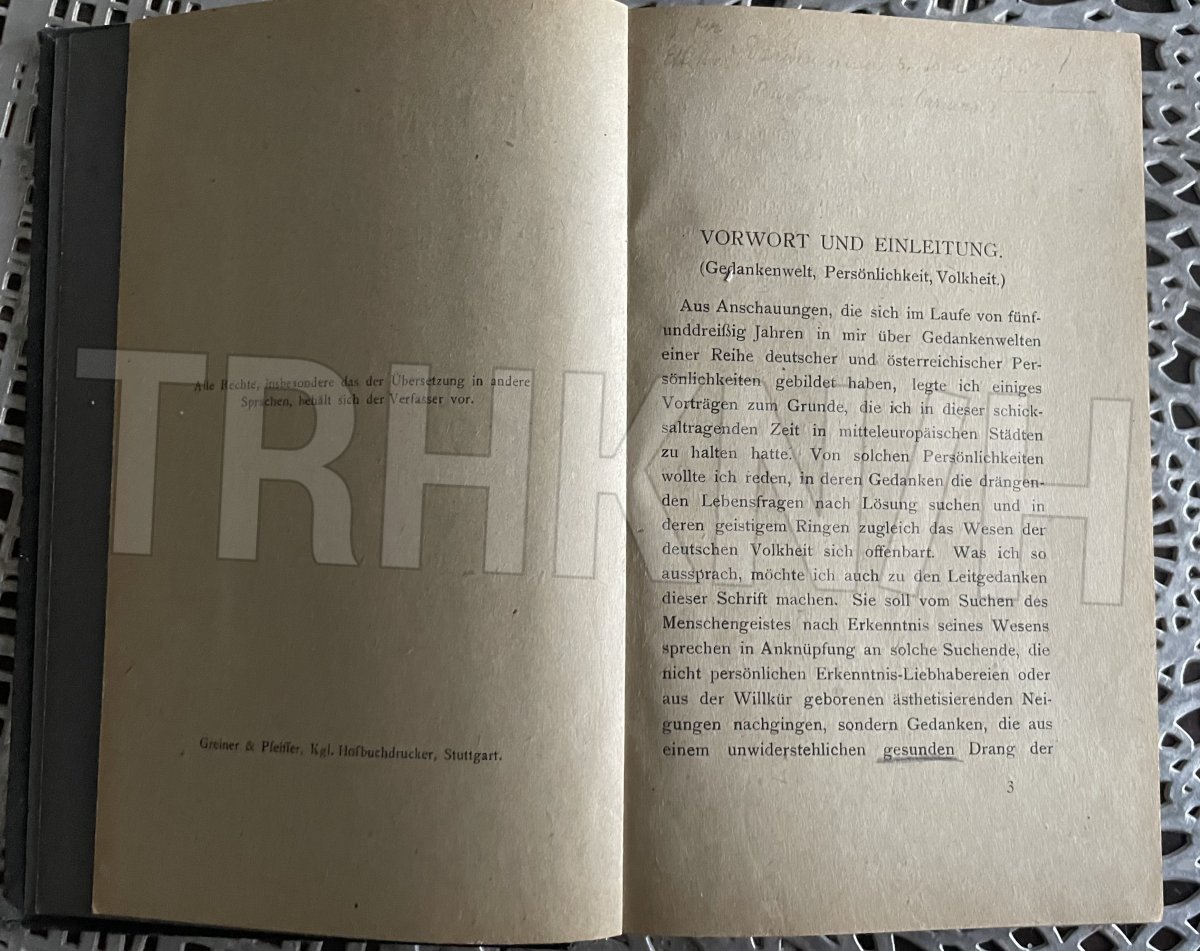 Alle Rechte, insbesondere das der Übersetzung in andere
Sprachen, behält sich der Verfasser vor.
Greiner & Pfeiffer, Kgl. Hofbuchdrucker, Stuttgart.
VORWORT UND EINLEITUNG.
(Gedankenwelt, Persönlichkeit, Volkheit.)
Aus Anschauungen, die sich im Laufe von fünf-
unddreißig Jahren in mir über Gedankenwelten
einer Reihe deutscher und österreichischer Per-
sönlichkeiten gebildet haben, legte ich einiges
Vorträgen zum Grunde, die ich in dieser schick-
saltragenden Zeit in mitteleuropäischen Städten
zu halten hatte. Von solchen Persönlichkeiten
wollte ich reden, in deren Gedanken die drängen-
den Lebensfragen nach Lösung suchen und in
deren geistigem Ringen zugleich das Wesen der
deutschen Volkheit sich offenbart. Was ich so
aussprach, möchte ich auch zu den Leitgedanken
dieser Schrift machen. Sie soll vom Suchen des
Menschengeistes nach Erkenntnis seines Wesens
sprechen in Anknüpfung an solche Suchende, die
nicht persönlichen Erkenntnis-Liebhabereien oder
aus der Willkür geborenen ästhetisierenden Nei-
gungen nachgingen, sondern Gedanken, die aus
einem unwiderstehlichen gesunden Drang der
3
TRHKNVH